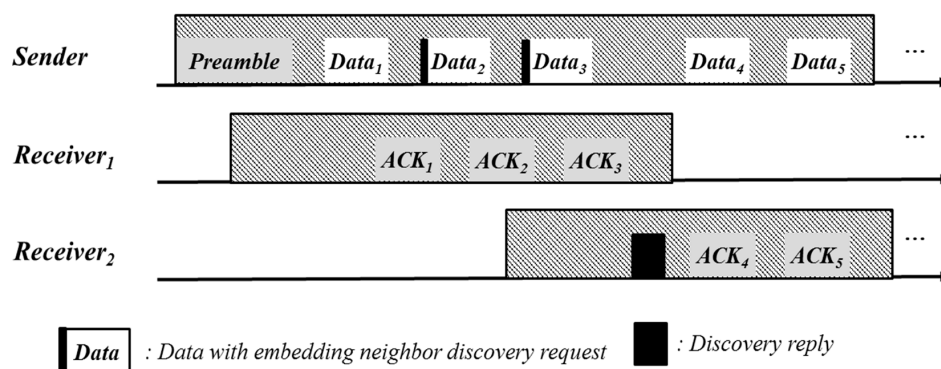 Sender Preamble Data₁ Data₂ Data₃ Data₄ Data₅ ...
Receiver₁ ACK₁ ACK₂ ACK₃ ...
Receiver₂ ACK₄ ACK₅ ...
Data : Data with embedding neighbor discovery request : Discovery reply